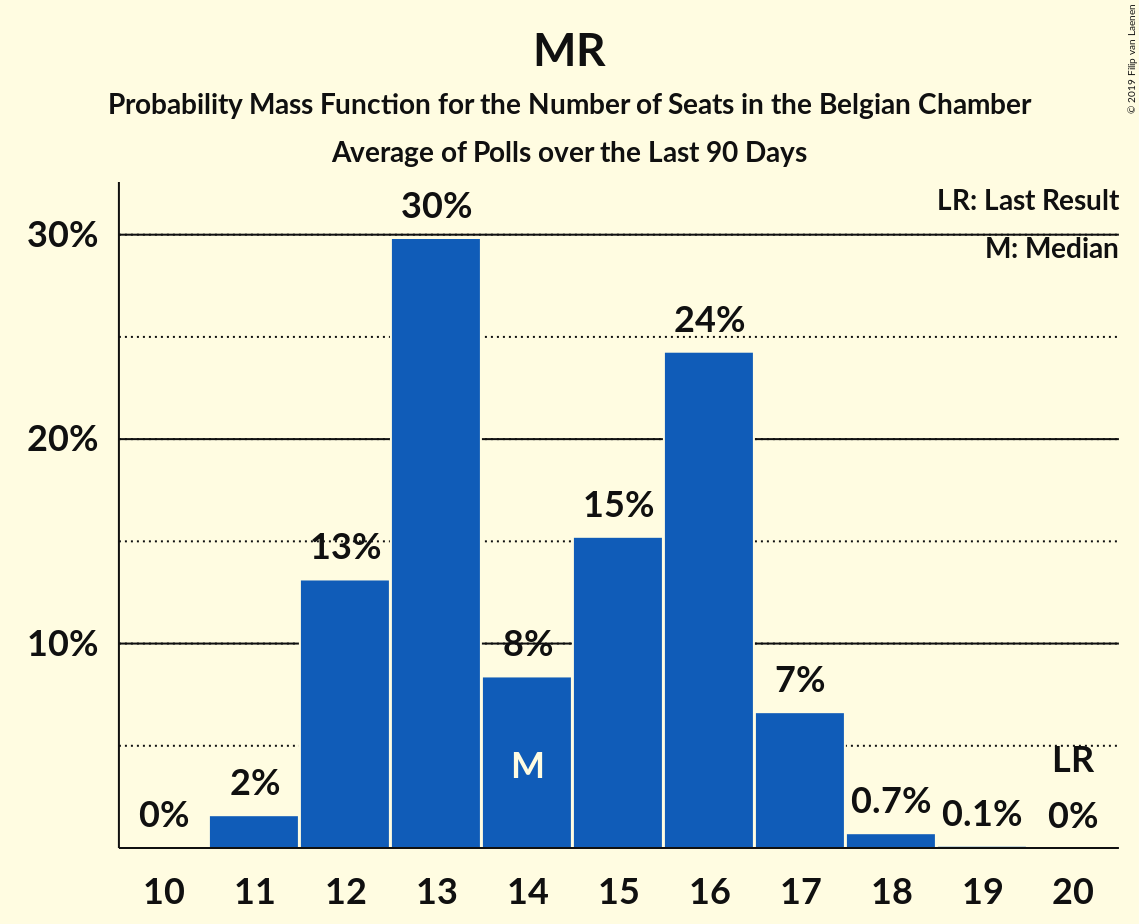 MR
Probability Mass Function for the Number of Seats in the Belgian Chamber
Average of Polls over the Last 90 Days
© 2019 Filip van Laenen
LR: Last Result
M: Median
30%
20%
10%
0%
2%
13%
30%
8%
M
15%
24%
7%
0.7%
0.1%
LR
0%
10 11 12 13 14 15 16 17 18 19 20